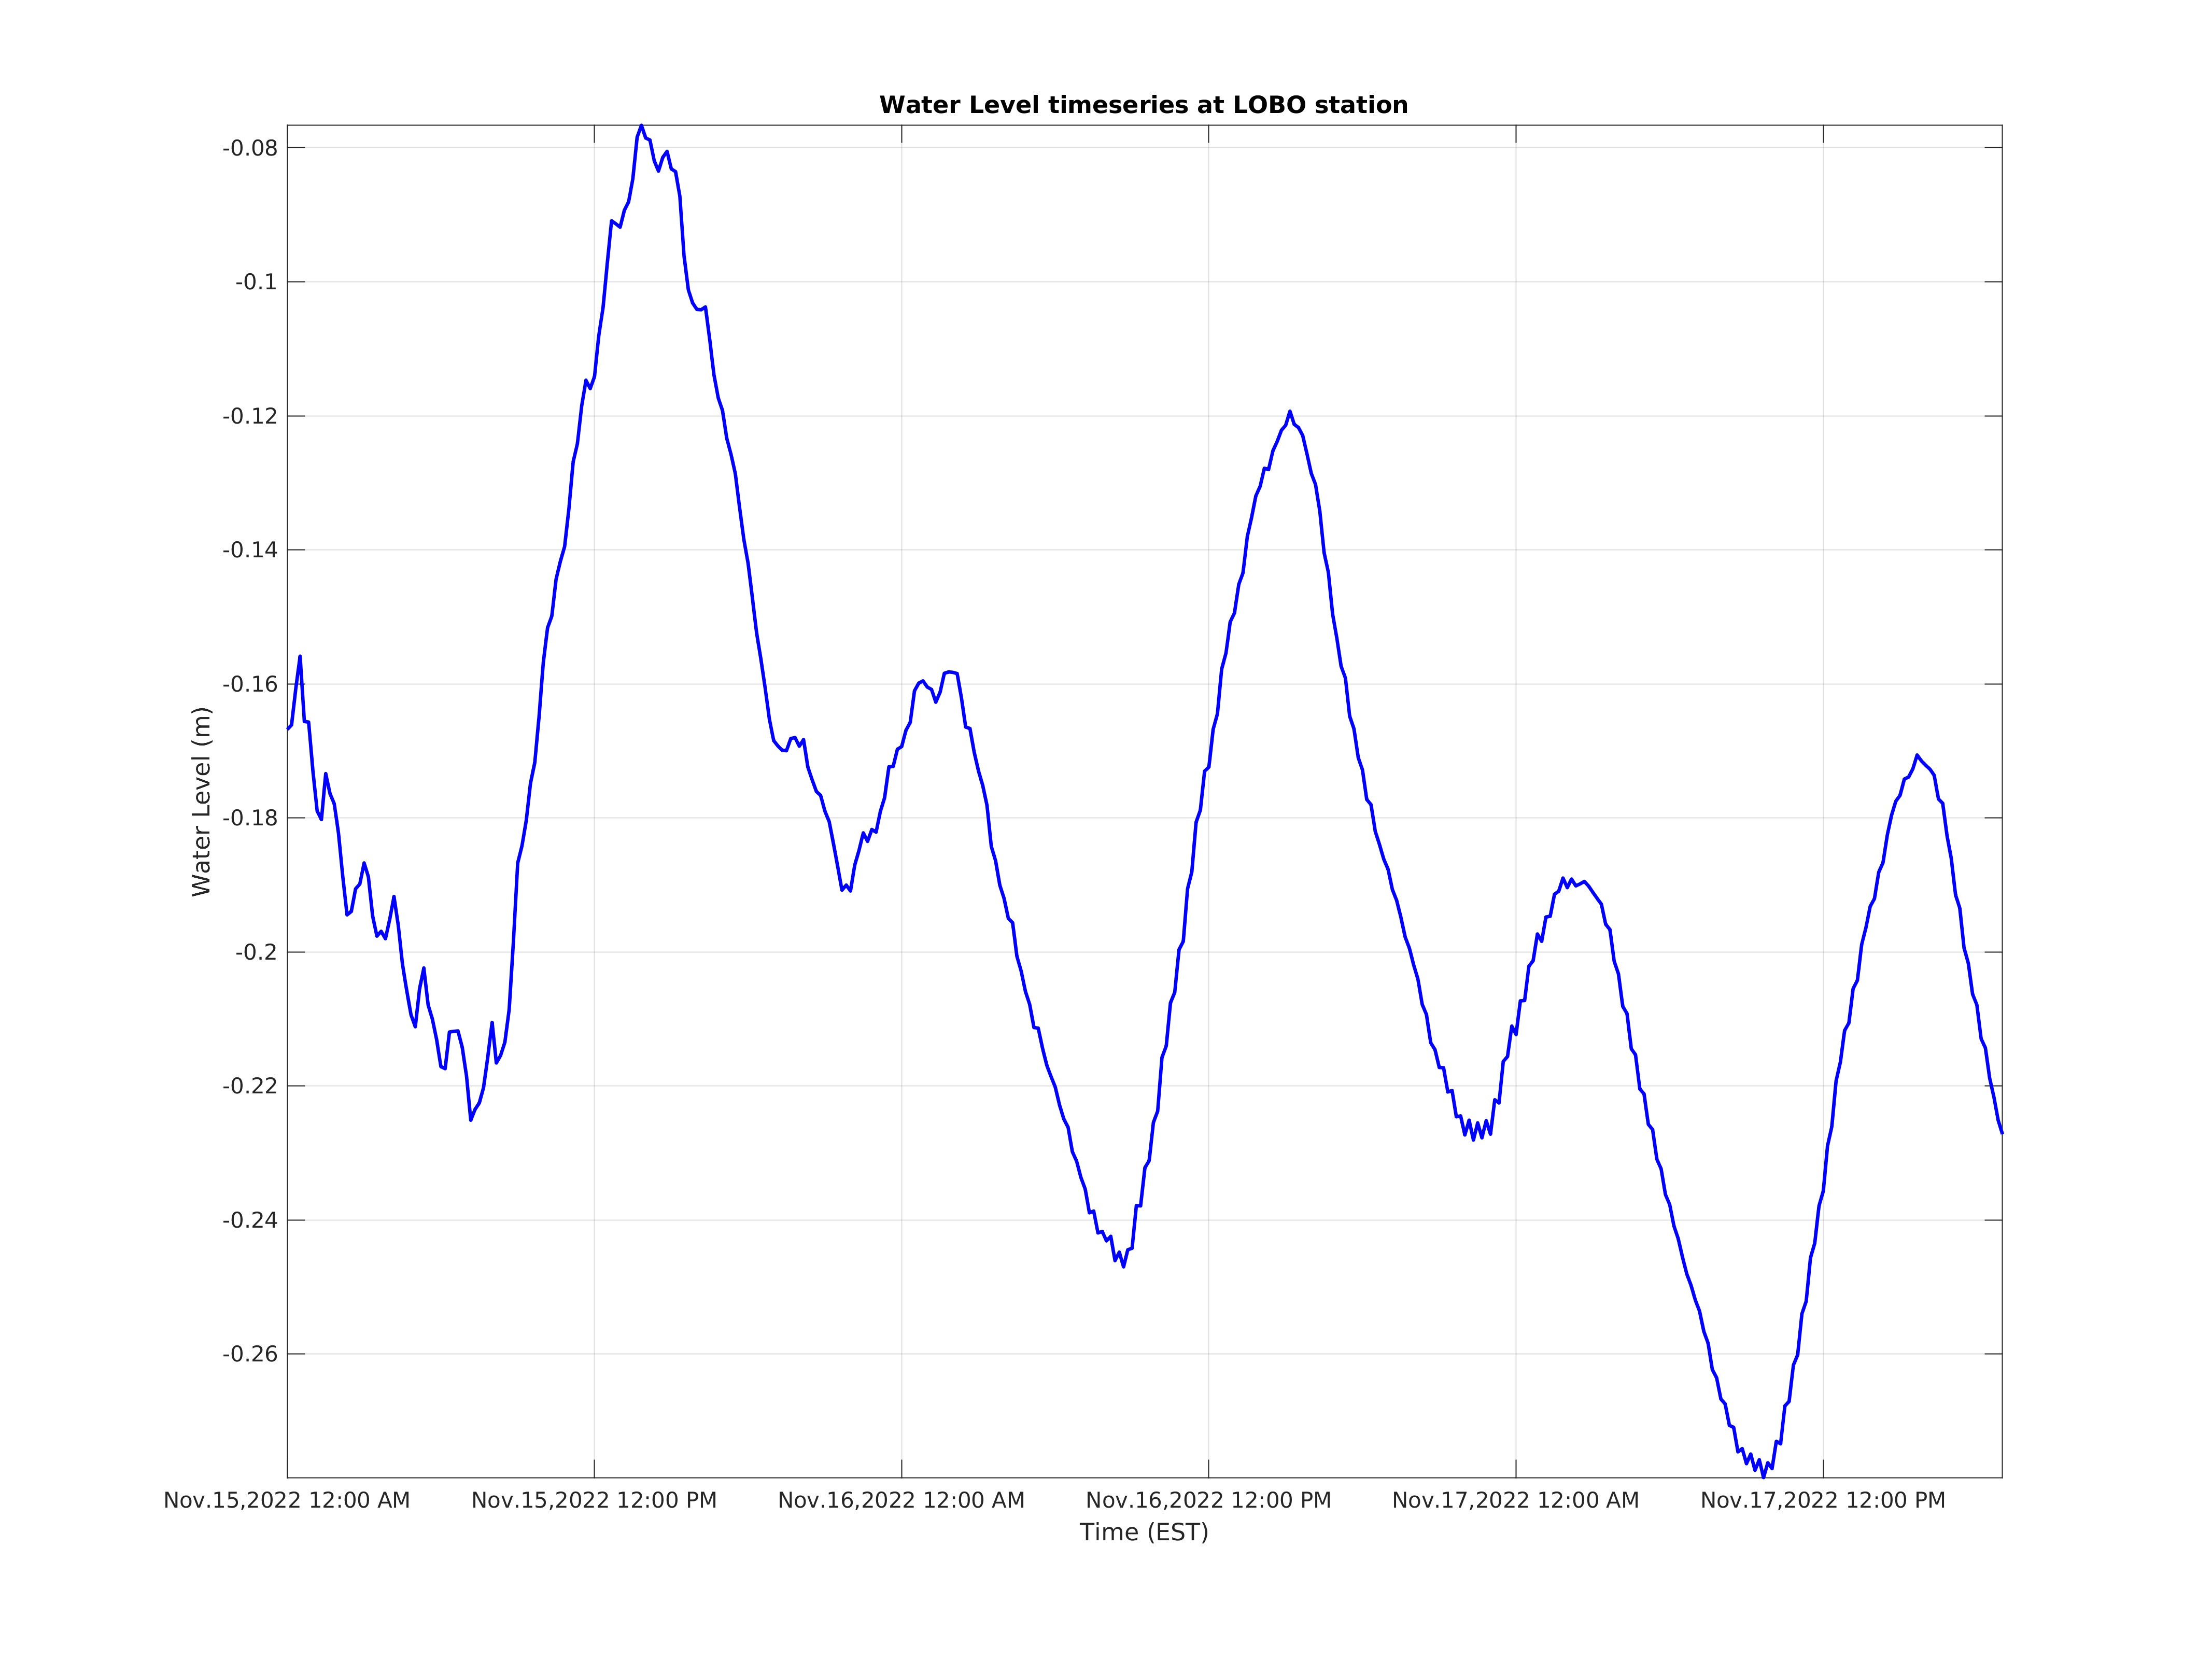 Water Level timeseries at LOBO station
-0.08
-0.1
-0.12
-0.14
-0.16
-0.18
-0.2
-0.22
-0.24
-0.26
Water Level (m)
Nov.15,2022 12:00 AM
Nov.15,2022 12:00 PM
Nov.16,2022 12:00 AM
Nov.16,2022 12:00 PM
Nov.17,2022 12:00 AM
Nov.17,2022 12:00 PM
Time (EST)